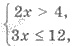 2x > 4,
3x ≤ 12,